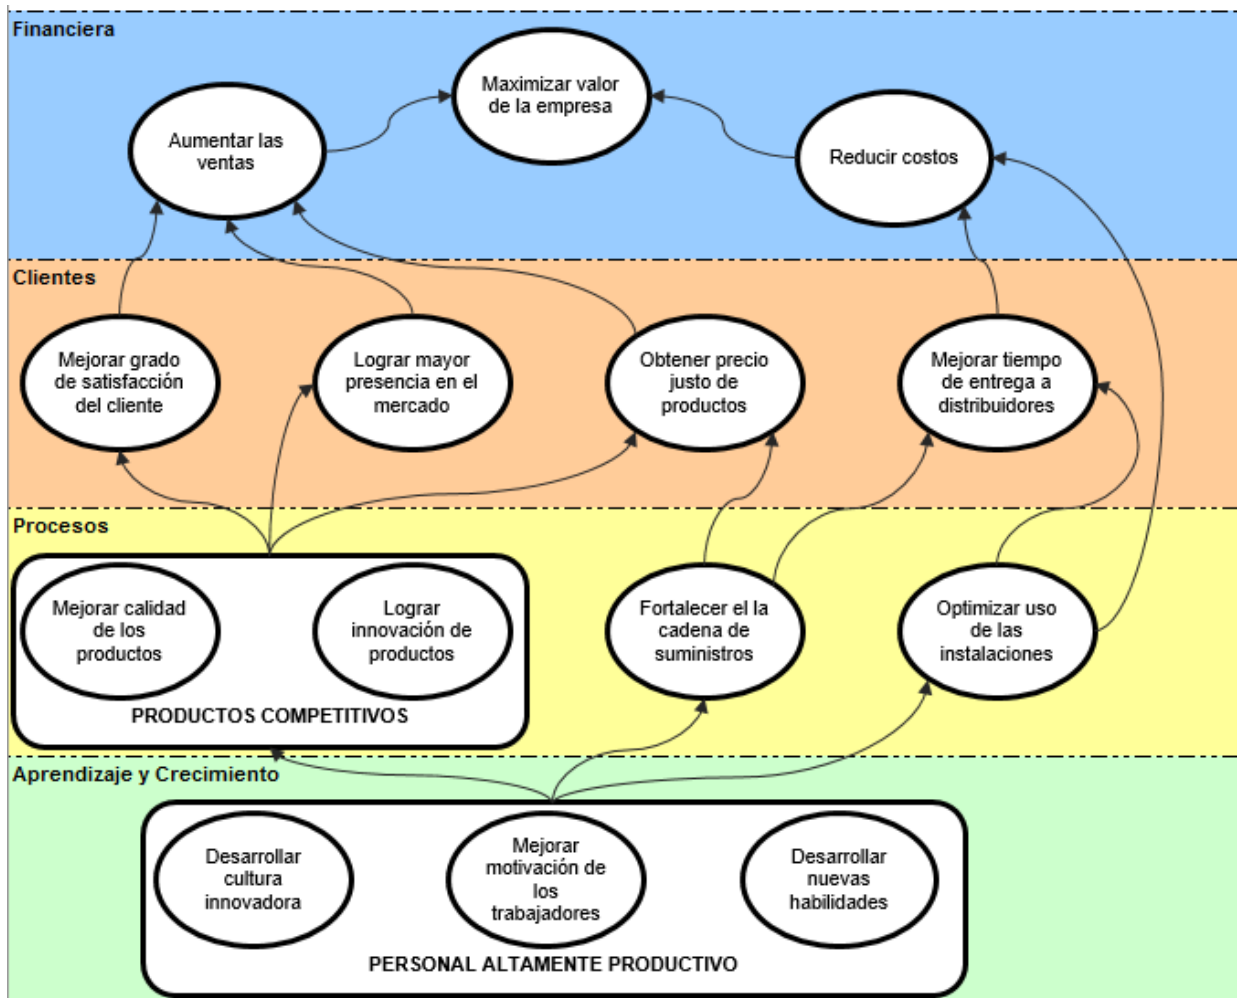 Financiera
Maximizar valor
de la empresa
Aumentar las
ventas
Reducir costos
Clientes
Mejorar grado
de satisfacción
del cliente
Lograr mayor
presencia en el
mercado
Obtener precio
justo de
productos
Mejorar tiempo
de entrega a
distribuidores
Procesos
Mejorar calidad
de los
productos
Lograr
innovación de
productos
PRODUCTOS COMPETITIVOS
Fortalecer el la
cadena de
suministros
Optimizar uso
de las
instalaciones
Aprendizaje y Crecimiento
Desarrollar
cultura
innovadora
Mejorar
motivación de
los
trabajadores
Desarrollar
nuevas
habilidades
PERSONAL ALTAMENTE PRODUCTIVO